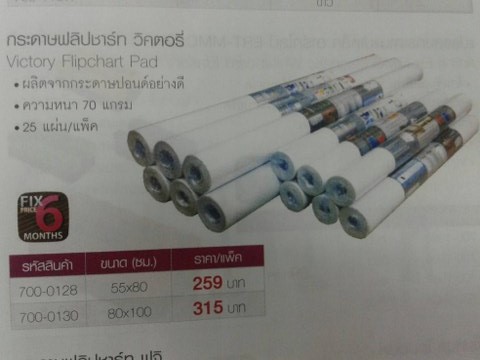 กระดาษฟลิปชาร์ท วิคตอรี่
Victory Flipchart Pad
• ผลิตจากกระดาษปอนด์อย่างดี
• ความหนา 70 แกรม
• 25 แผ่น/แพ็ค
FIX
PRICE
6
MONTHS
รหัสสินค้า ขนาด (ซม.) ราคา/แพ็ค
700-0128 55x80 259 บาท
700-0130 80x100 315 บาท